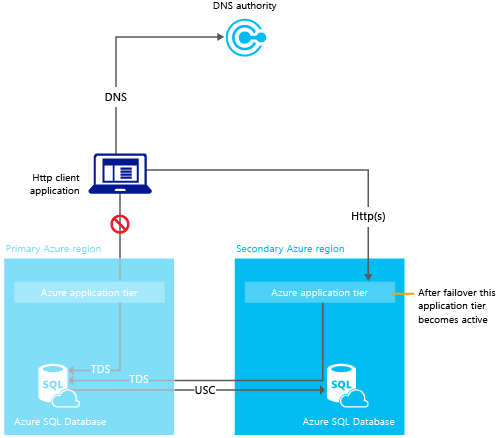 DNS authority
DNS
Http client
application
Http(s)
Primary Azure region
Secondary Azure region
Azure application tier
Azure application tier
After failover this
application tier
becomes active
TDS
TDS
USC
SQL
SQL
Azure SQL Database
Azure SQL Database